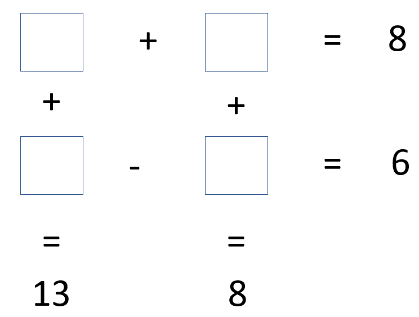 + = 8
+ +
- = 6
= =
13 8